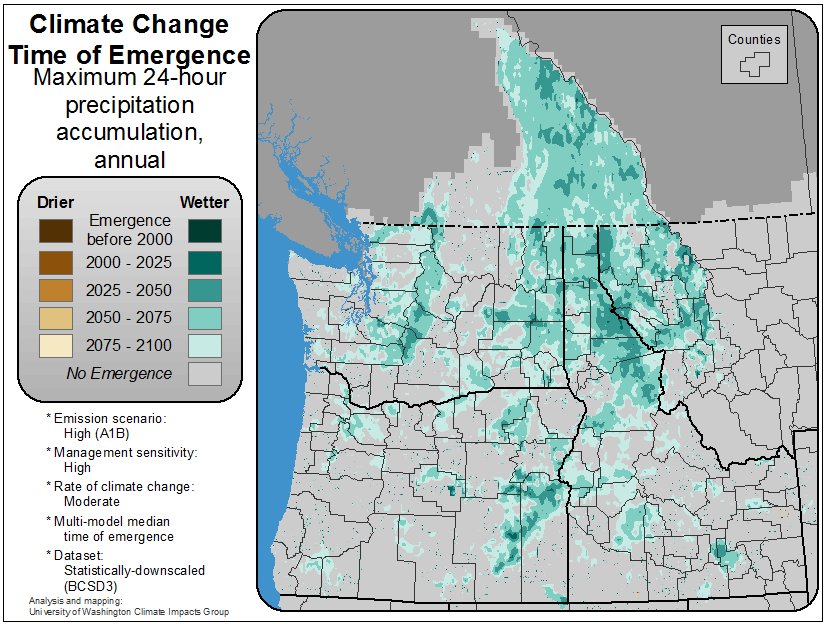 Climate Change
Time of Emergence
Maximum 24-hour
precipitation
accumulation,
annual
Counties
Drier
Wetter
Emergence
before 2000
2000 - 2025
2025 - 2050
2050 - 2075
2075 - 2100
No Emergence
* Emission scenario:
High (A1B)
* Management sensitivity:
High
* Rate of climate change:
Moderate
* Multi-model median
time of emergence
* Dataset:
Statistically-downscaled
(BCSD3)
Analysis and mapping:
University of Washington Climate Impacts Group